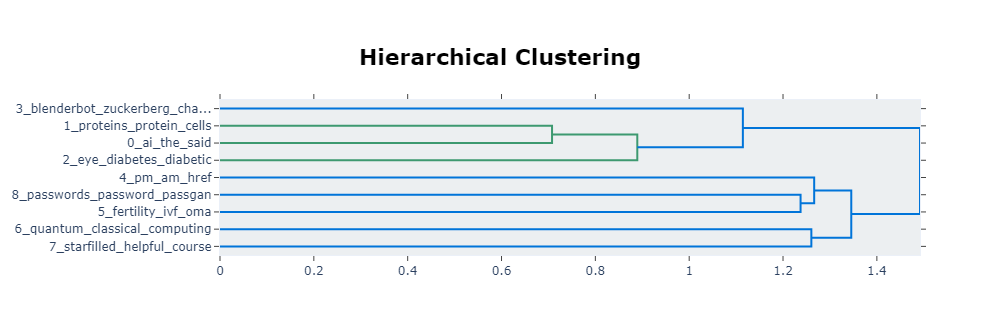 Hierarchical Clustering
3_blenderbot_zuckerberg_cha...
1_proteins_protein_cells
0_ai_the_said
2_eye_diabetes_diabetic
4_pm_am_href
8_passwords_password_passgan
5_fertility_ivf_oma
6_quantum_classical_computing
7_starfilled_helpful_course
0 0.2 0.4 0.6 0.8 1 1.2 1.4